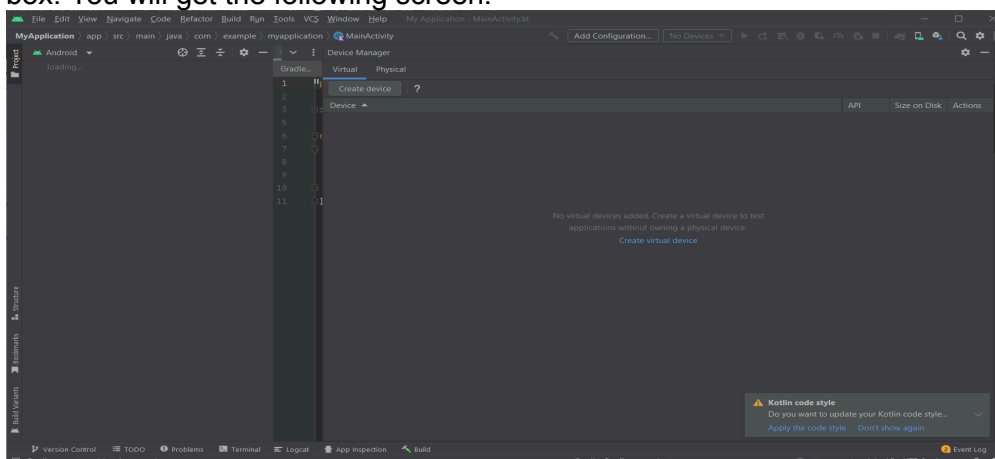 box. You will get the following screen.
File Edit View Navigate Code Refactor Build Run Tools VCS Window Help My Application - MainActivity.kt
MyApplication app src main java com example myapplication MainActivity Add Configuration... No Devices
Project Android Device Manager
loading... Gradle... Virtual Physical
1 Create device ?
2
Device API Size on Disk Actions
3
5
6
7
8
9
10
11
No virtual devices added. Create a virtual device to test
applications without owning a physical device.
Create virtual device
Structure
Bookmarks
Build Variants
Kotlin code style
Do you want to update your Kotlin code style...
Apply the code style Don't show again
Version Control TODO Problems Terminal Logcat App Inspection Build 2 Event Log